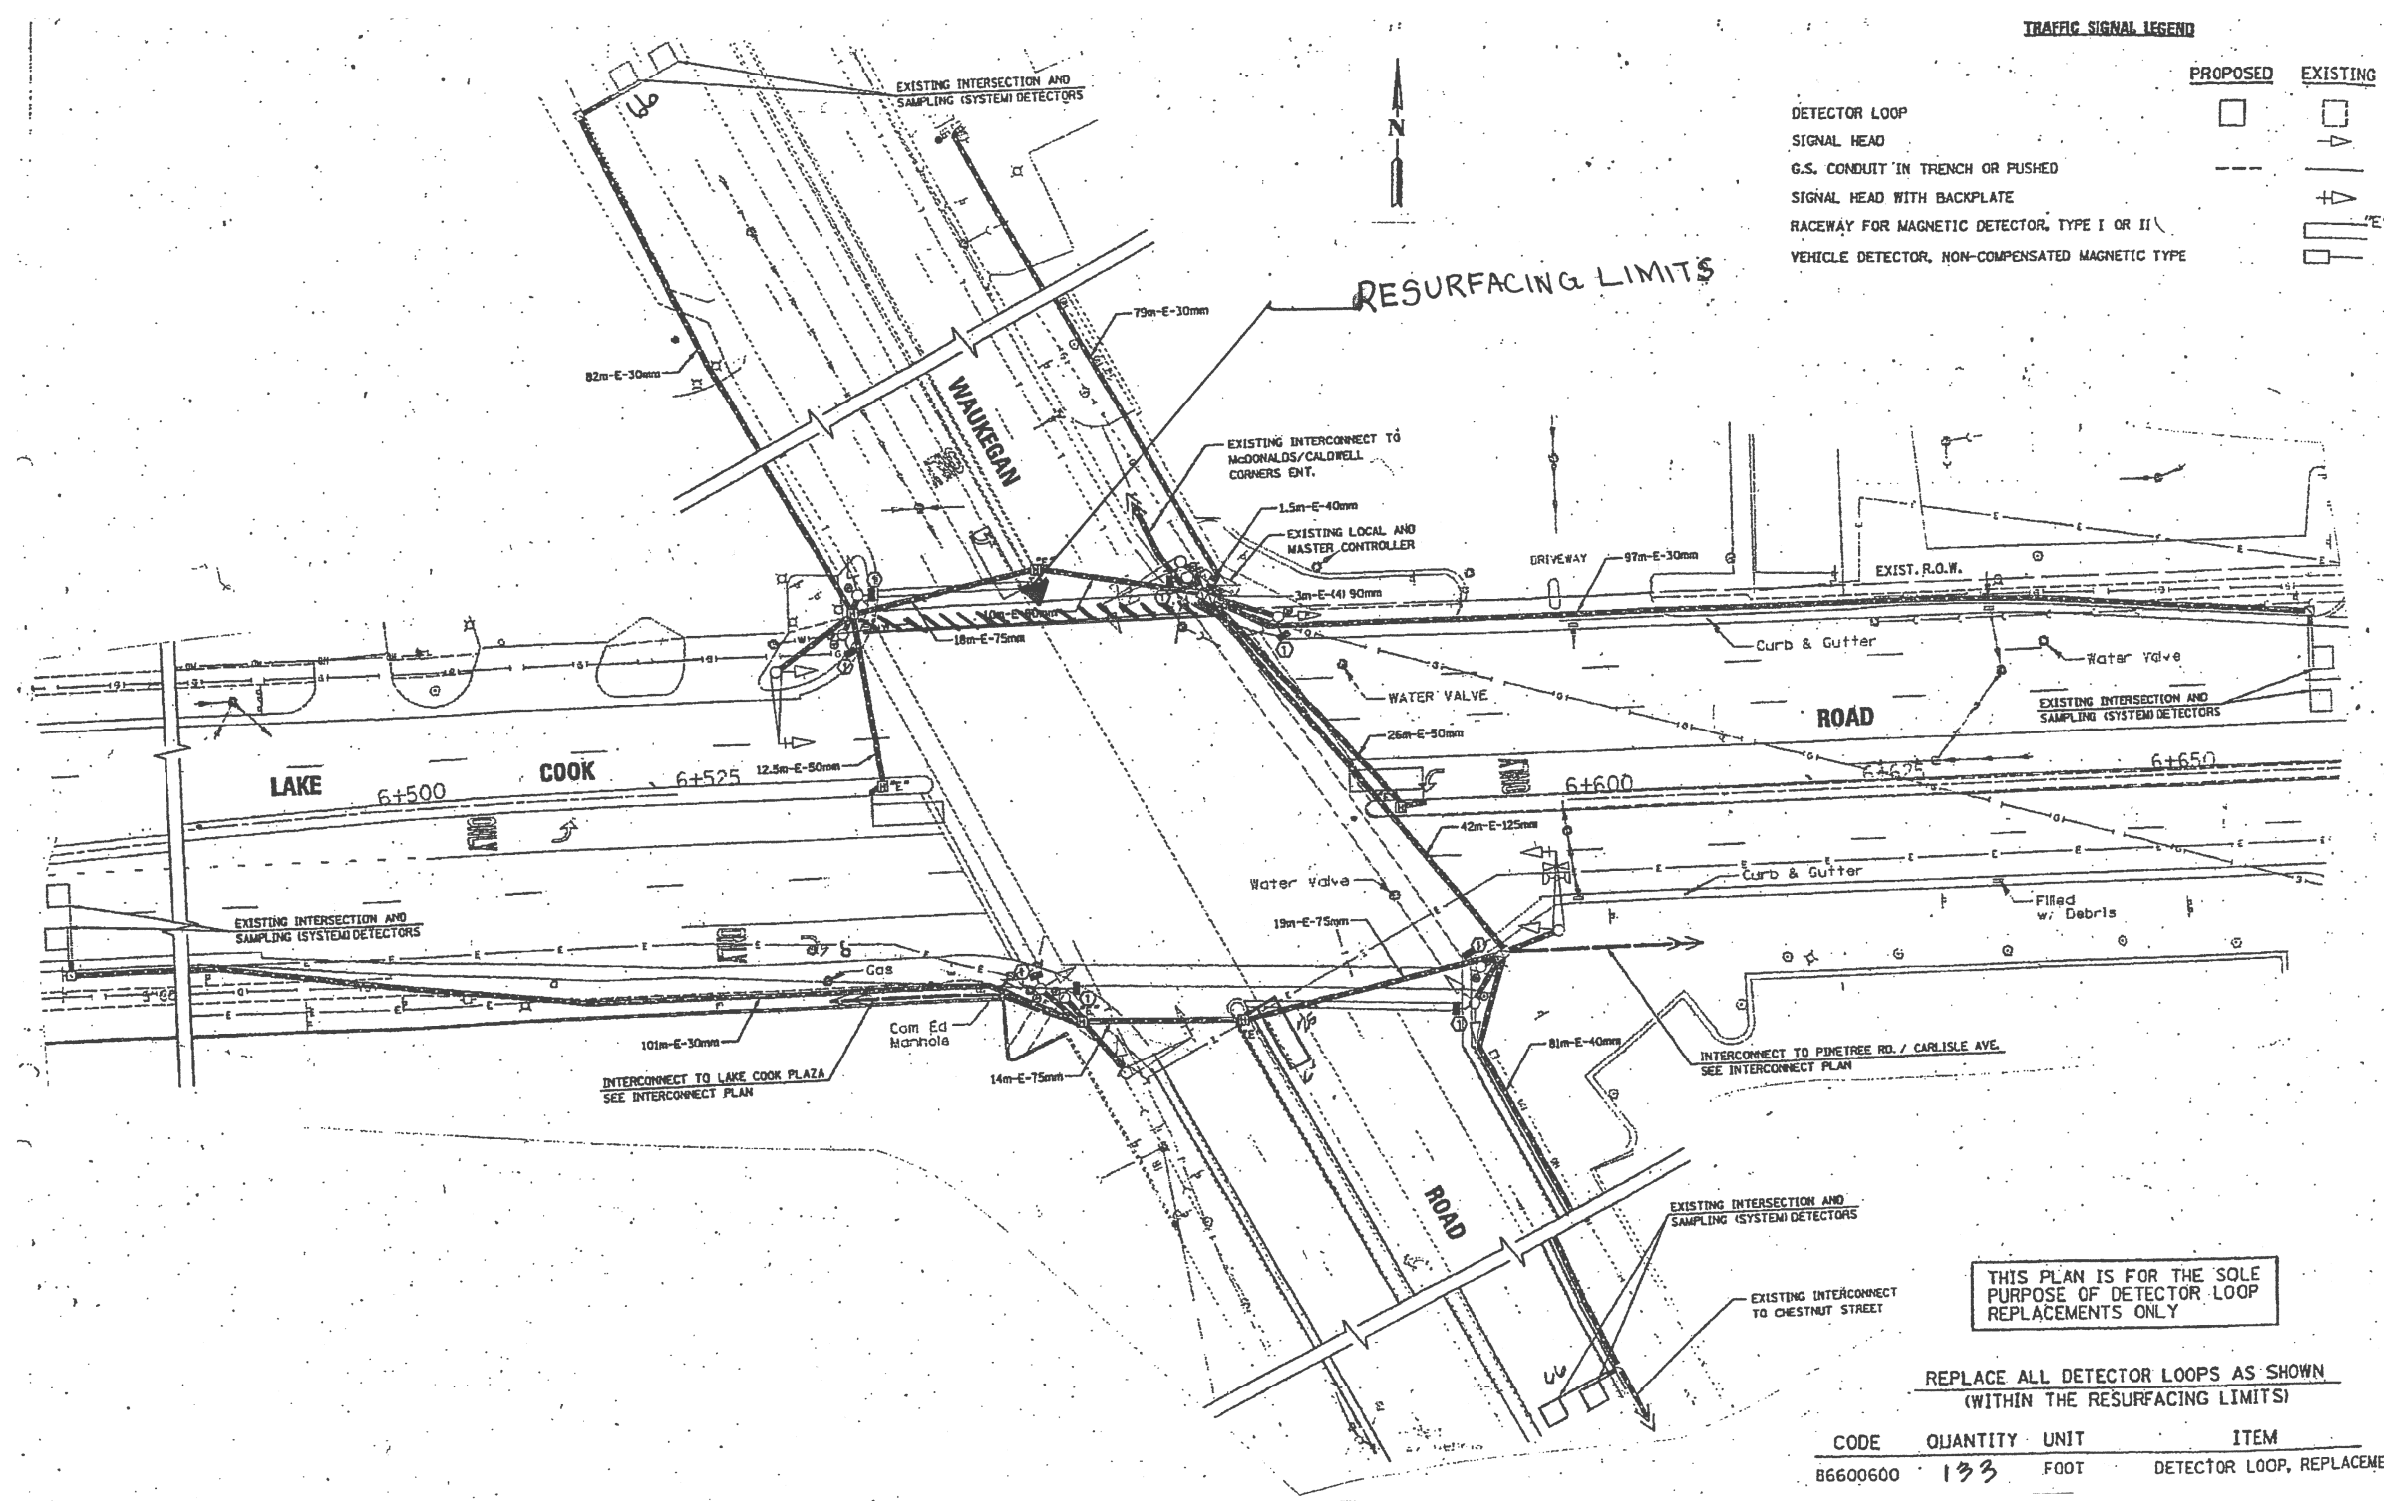 TRAFFIC SIGNAL LEGEND
PROPOSED EXISTING
DETECTOR LOOP
SIGNAL HEAD
G.S. CONDUIT IN TRENCH OR PUSHED
SIGNAL HEAD WITH BACKPLATE
RACEWAY FOR MAGNETIC DETECTOR, TYPE I OR II
"E"
VEHICLE DETECTOR, NON-COMPENSATED MAGNETIC TYPE
EXISTING INTERSECTION AND
SAMPLING (SYSTEM) DETECTORS
66
N
RESURFACING LIMITS
79m-E-30mm
82m-E-30mm
WAUKEGAN
EXISTING INTERCONNECT TO
McDONALDS/CALDWELL
CORNERS ENT.
1.5m-E-40mm
EXISTING LOCAL AND
MASTER CONTROLLER
DRIVEWAY
97m-E-30mm
EXIST. R.O.W.
3m-E-(4) 90mm
18m-E-75mm
Curb & Gutter
Water Valve
WATER VALVE
EXISTING INTERSECTION AND
SAMPLING (SYSTEM) DETECTORS
ROAD
26m-E-50mm
LAKE COOK
6+500
6+525
12.5m-E-50mm
"E"
ONLY
6+600
6+625
6+650
ONLY
42m-E-125mm
Water Valve
Curb & Gutter
Filled
w/ Debris
19m-E-75mm
EXISTING INTERSECTION AND
SAMPLING (SYSTEM) DETECTORS
ONLY
Gas
Com Ed
Manhole
101m-E-30mm
INTERCONNECT TO LAKE COOK PLAZA
SEE INTERCONNECT PLAN
14m-E-75mm
81m-E-40mm
INTERCONNECT TO PINETREE RD. / CARLISLE AVE.
SEE INTERCONNECT PLAN
ROAD
EXISTING INTERSECTION AND
SAMPLING (SYSTEM) DETECTORS
EXISTING INTERCONNECT
TO CHESTNUT STREET
66
THIS PLAN IS FOR THE SOLE
PURPOSE OF DETECTOR LOOP
REPLACEMENTS ONLY
REPLACE ALL DETECTOR LOOPS AS SHOWN
(WITHIN THE RESURFACING LIMITS)
CODE QUANTITY UNIT ITEM
86600600 133 FOOT DETECTOR LOOP, REPLACEME